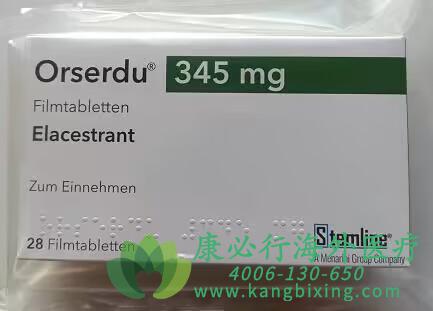 Orserdu® 345 mg
Filmtabletten
Elacestrant
Zum Einnehmen
28 Filmtabletten
Stemline®
A Menarini Group Company
康必行海外医疗
4006-130-650
www.kangbixing.com